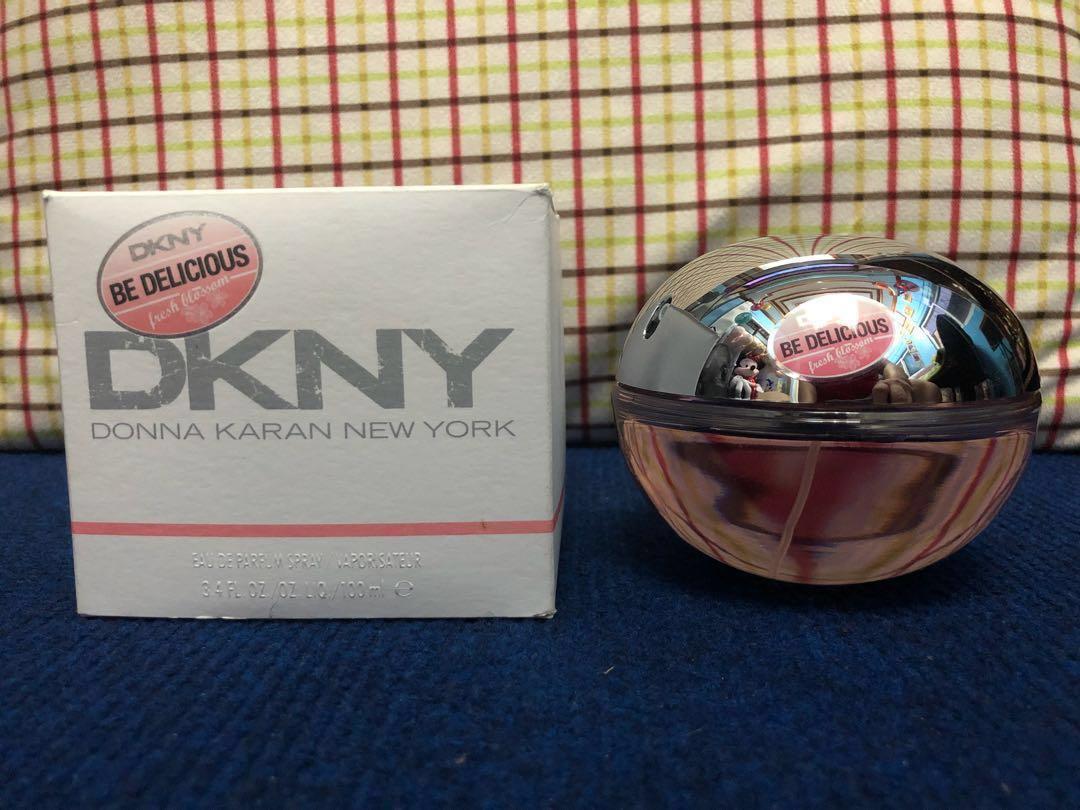 DKNY
BE DELICIOUS
fresh blossom
DKNY
DONNA KARAN NEW YORK
EAU DE PARFUM SPRAY / VAPORISATEUR
3.4 FL. OZ./OZ. LIQ./100 ml ℮
BE DELICIOUS
fresh blossom